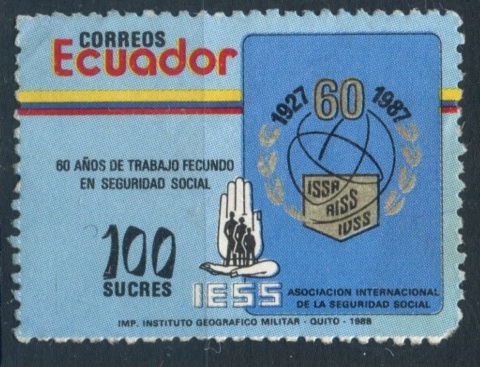 CORREOS
Ecuador
1927 60 1987
60 AÑOS DE TRABAJO FECUNDO
EN SEGURIDAD SOCIAL
ISSA
AISS
IVSS
100
SUCRES
IESS
ASOCIACION INTERNACIONAL
DE LA SEGURIDAD SOCIAL
IMP. INSTITUTO GEOGRAFICO MILITAR - QUITO - 1988